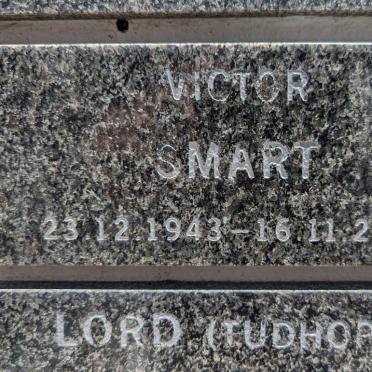 VICTOR
SMART
23.12.1943 – 16.11.2
LORD (TUDHOP